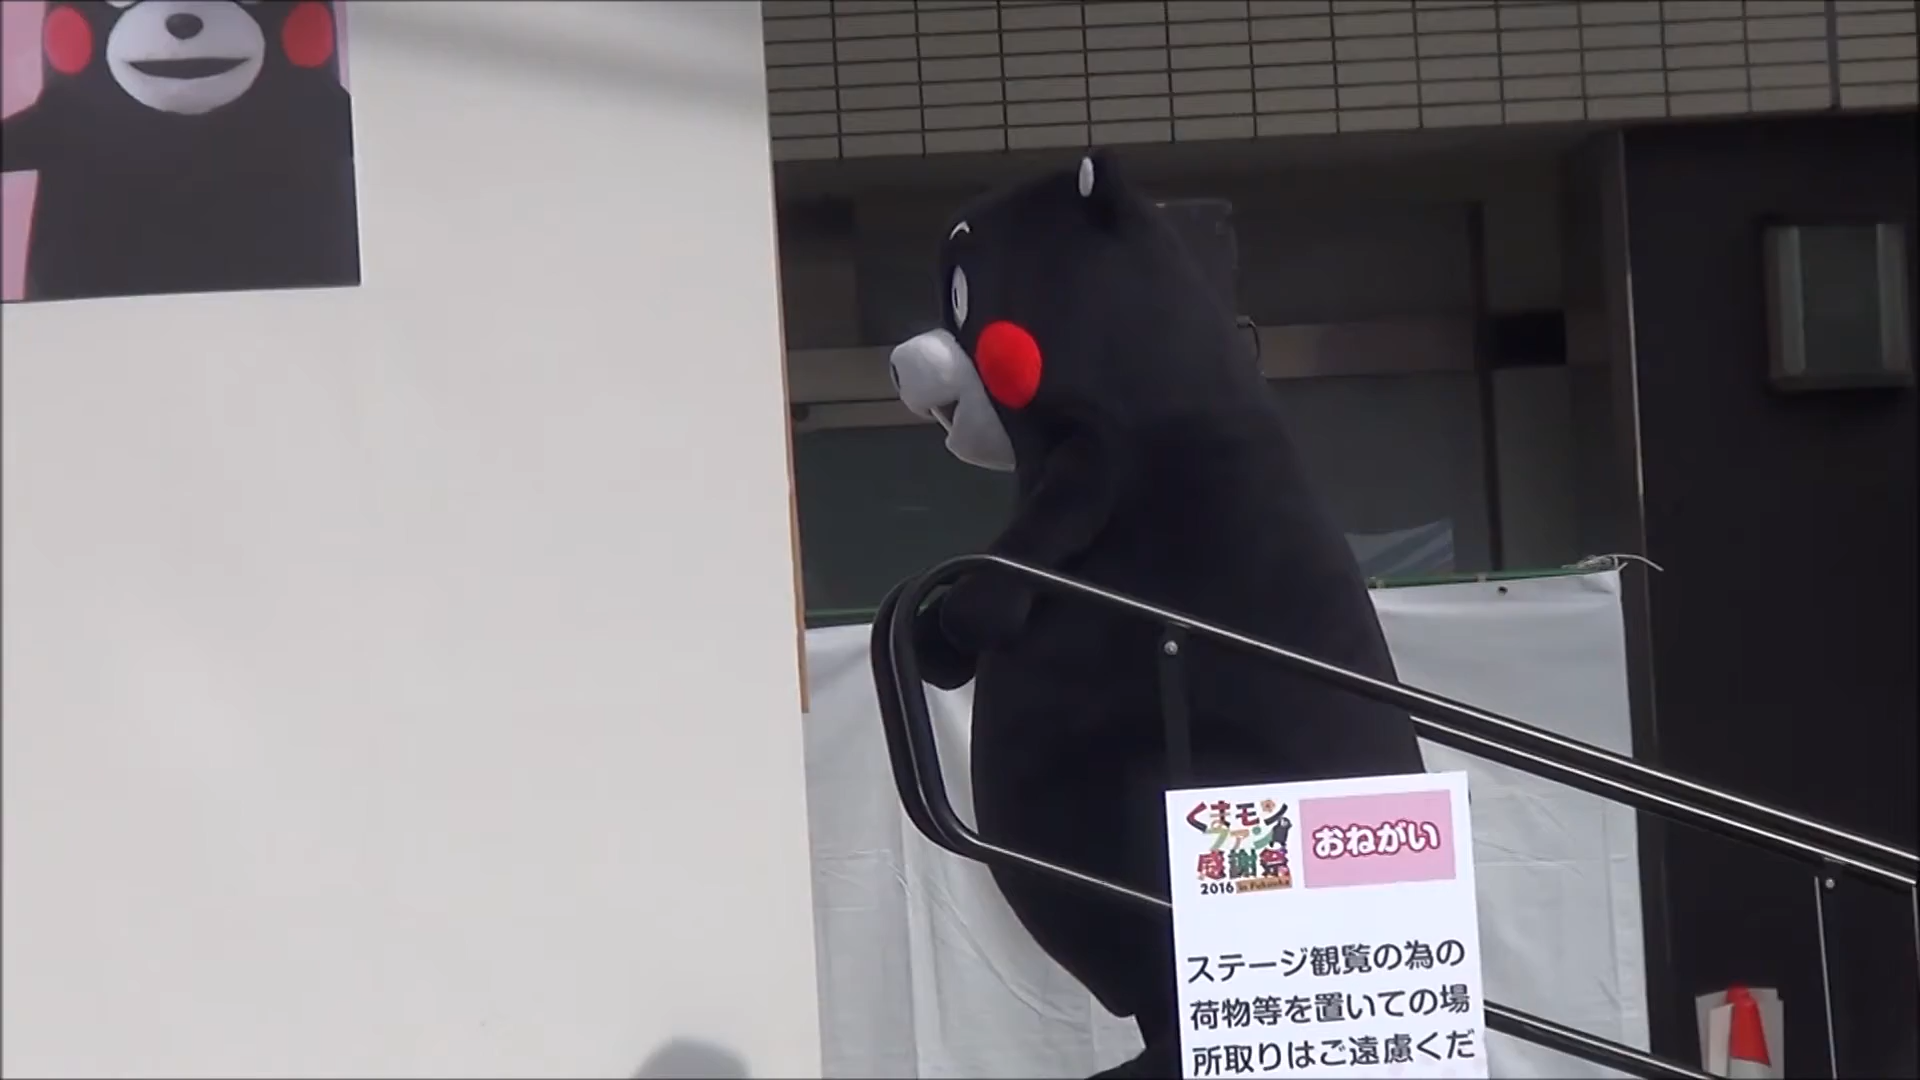 くまモン
ファン
感謝祭
2016 in Fukuoka
おねがい
ステージ観覧の為の
荷物等を置いての場
所取りはご遠慮くだ